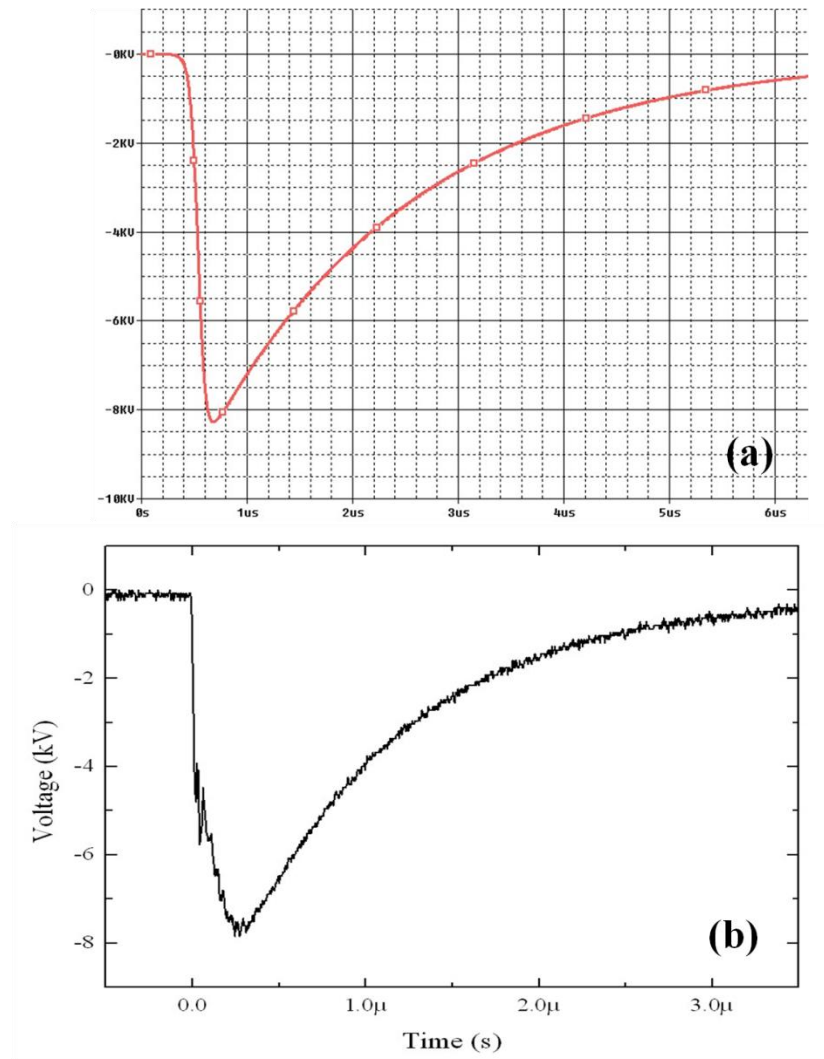 -0KV
-2KV
-4KV
-6KV
-8KV
(a)
-10KV
0s 1us 2us 3us 4us 5us 6us
0
-2
-4
-6
-8
Voltage (kV)
(b)
0.0 1.0μ 2.0μ 3.0μ
Time (s)